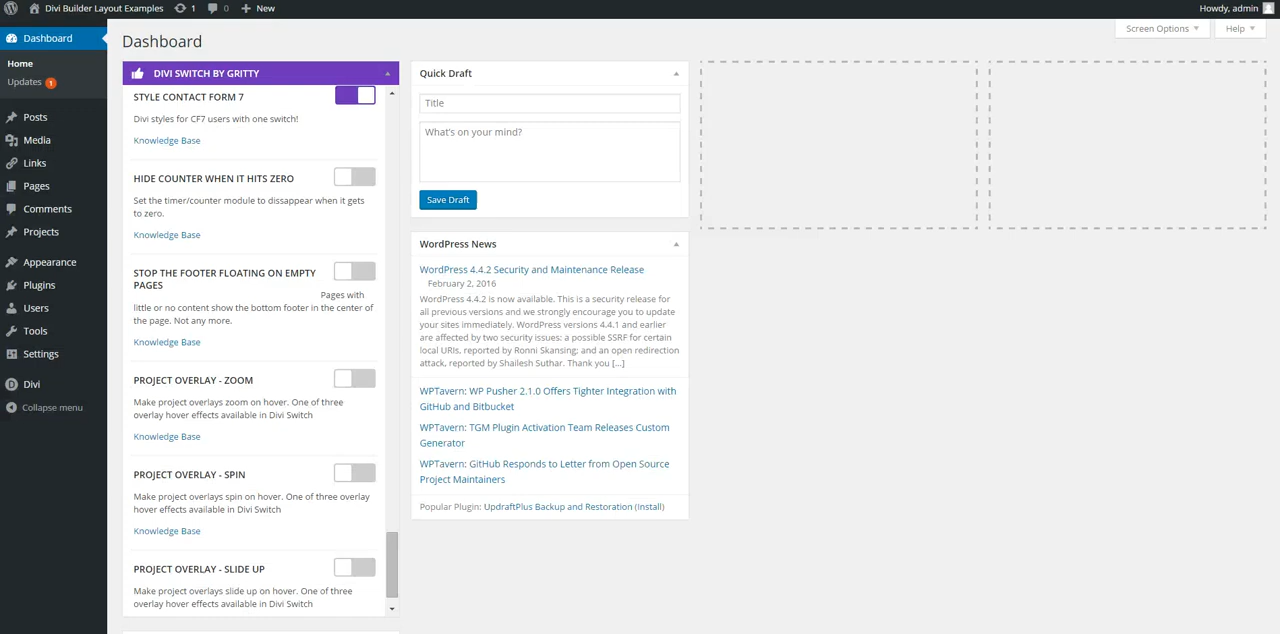 Divi Builder Layout Examples
1
0
New
Howdy, admin
Dashboard
Home
Updates 1
Posts
Media
Links
Pages
Comments
Projects
Appearance
Plugins
Users
Tools
Settings
Divi
Collapse menu
Screen Options
Help
Dashboard
DIVI SWITCH BY GRITTY
STYLE CONTACT FORM 7
Divi styles for CF7 users with one switch!
Knowledge Base
HIDE COUNTER WHEN IT HITS ZERO
Set the timer/counter module to dissappear when it gets
to zero.
Knowledge Base
STOP THE FOOTER FLOATING ON EMPTY
PAGES
Pages with
little or no content show the bottom footer in the center of
the page. Not any more.
Knowledge Base
PROJECT OVERLAY - ZOOM
Make project overlays zoom on hover. One of three
overlay hover effects available in Divi Switch
Knowledge Base
PROJECT OVERLAY - SPIN
Make project overlays spin on hover. One of three overlay
hover effects available in Divi Switch
Knowledge Base
PROJECT OVERLAY - SLIDE UP
Make project overlays slide up on hover. One of three
overlay hover effects available in Divi Switch
Quick Draft
Title
What's on your mind?
Save Draft
WordPress News
WordPress 4.4.2 Security and Maintenance Release
February 2, 2016
WordPress 4.4.2 is now available. This is a security release for
all previous versions and we strongly encourage you to update
your sites immediately. WordPress versions 4.4.1 and earlier
are affected by two security issues: a possible SSRF for certain
local URIs, reported by Ronni Skansing; and an open redirection
attack, reported by Shailesh Suthar. Thank you [...]
WPTavern: WP Pusher 2.1.0 Offers Tighter Integration with
GitHub and Bitbucket
WPTavern: TGM Plugin Activation Team Releases Custom
Generator
WPTavern: GitHub Responds to Letter from Open Source
Project Maintainers
Popular Plugin: UpdraftPlus Backup and Restoration (Install)